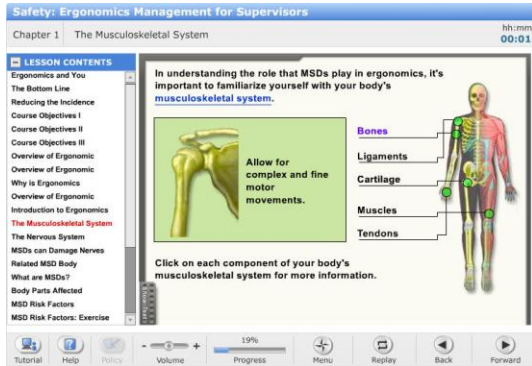 Safety: Ergonomics Management for Supervisors
Chapter 1 The Musculoskeletal System
hh:mm
00:01
LESSON CONTENTS
Ergonomics and You
The Bottom Line
Reducing the Incidence
Course Objectives I
Course Objectives II
Course Objectives III
Overview of Ergonomic
Overview of Ergonomic
Why is Ergonomics
Overview of Ergonomic
Introduction to Ergonomics
The Musculoskeletal System
The Nervous System
MSDs can Damage Nerves
Related MSD Body
What are MSDs?
Body Parts Affected
MSD Risk Factors
MSD Risk Factors: Exercise
In understanding the role that MSDs play in ergonomics, it's
important to familiarize yourself with your body's
musculoskeletal system.
Allow for
complex and fine
motor
movements.
Bones
Ligaments
Cartilage
Muscles
Tendons
Click on each component of your body's
musculoskeletal system for more information.
Show Text
Tutorial
Help
Policy
- +
Volume
19%
Progress
Menu
Replay
Back
Forward